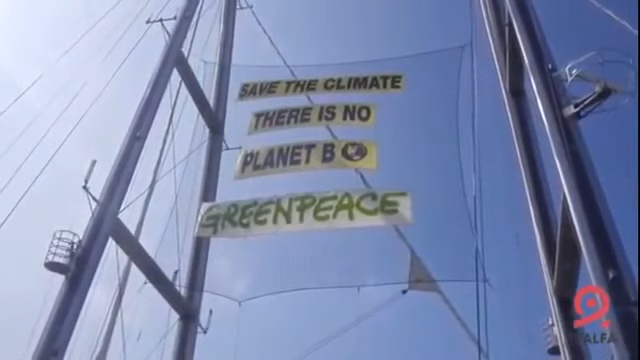 SAVE THE CLIMATE
THERE IS NO
PLANET B
GREENPEACE
ALFA